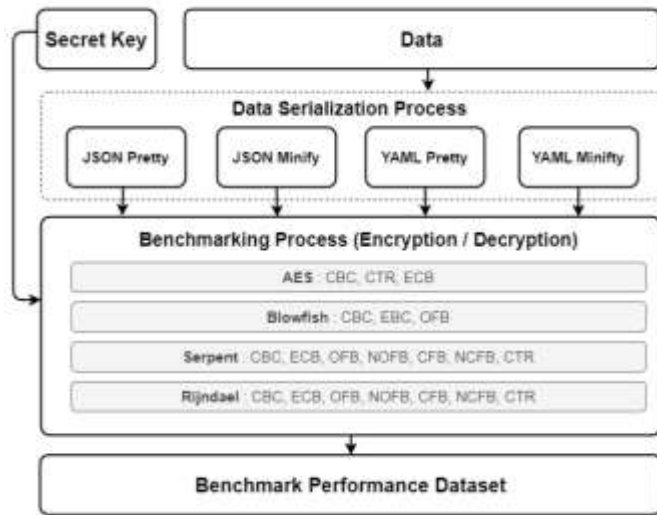 Secret Key
Data
Data Serialization Process
JSON Pretty
JSON Minify
YAML Pretty
YAML Minifty
Benchmarking Process (Encryption / Decryption)
AES : CBC, CTR, ECB
Blowfish : CBC, EBC, OFB
Serpent : CBC, ECB, OFB, NOFB, CFB, NCFB, CTR
Rijndael : CBC, ECB, OFB, NOFB, CFB, NCFB, CTR
Benchmark Performance Dataset